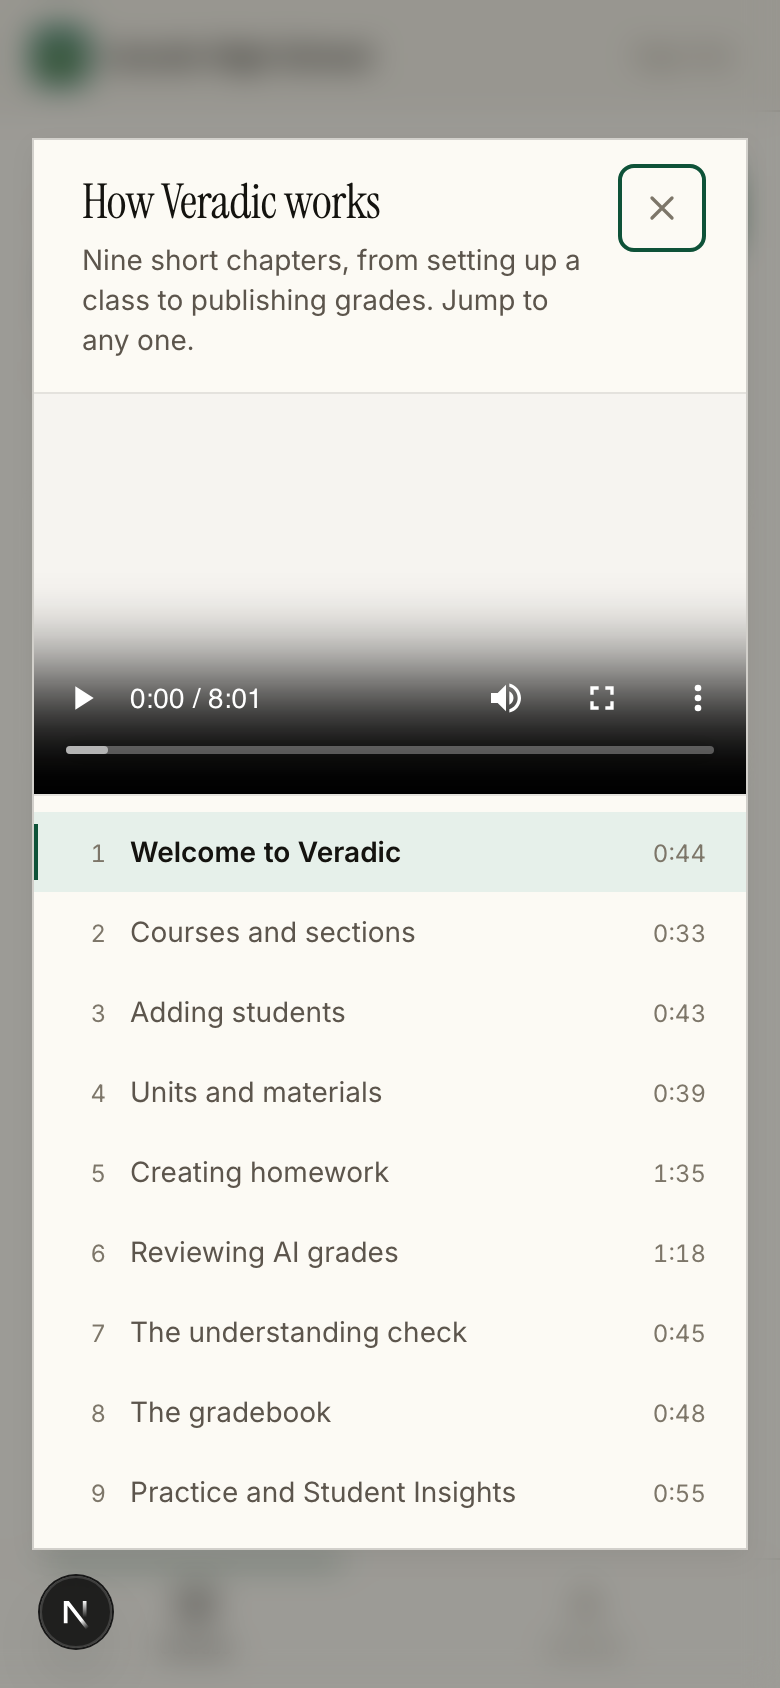 How Veradic works
Nine short chapters, from setting up a
class to publishing grades. Jump to
any one.
0:00 / 8:01
1 Welcome to Veradic 0:44
2 Courses and sections 0:33
3 Adding students 0:43
4 Units and materials 0:39
5 Creating homework 1:35
6 Reviewing AI grades 1:18
7 The understanding check 0:45
8 The gradebook 0:48
9 Practice and Student Insights 0:55
N